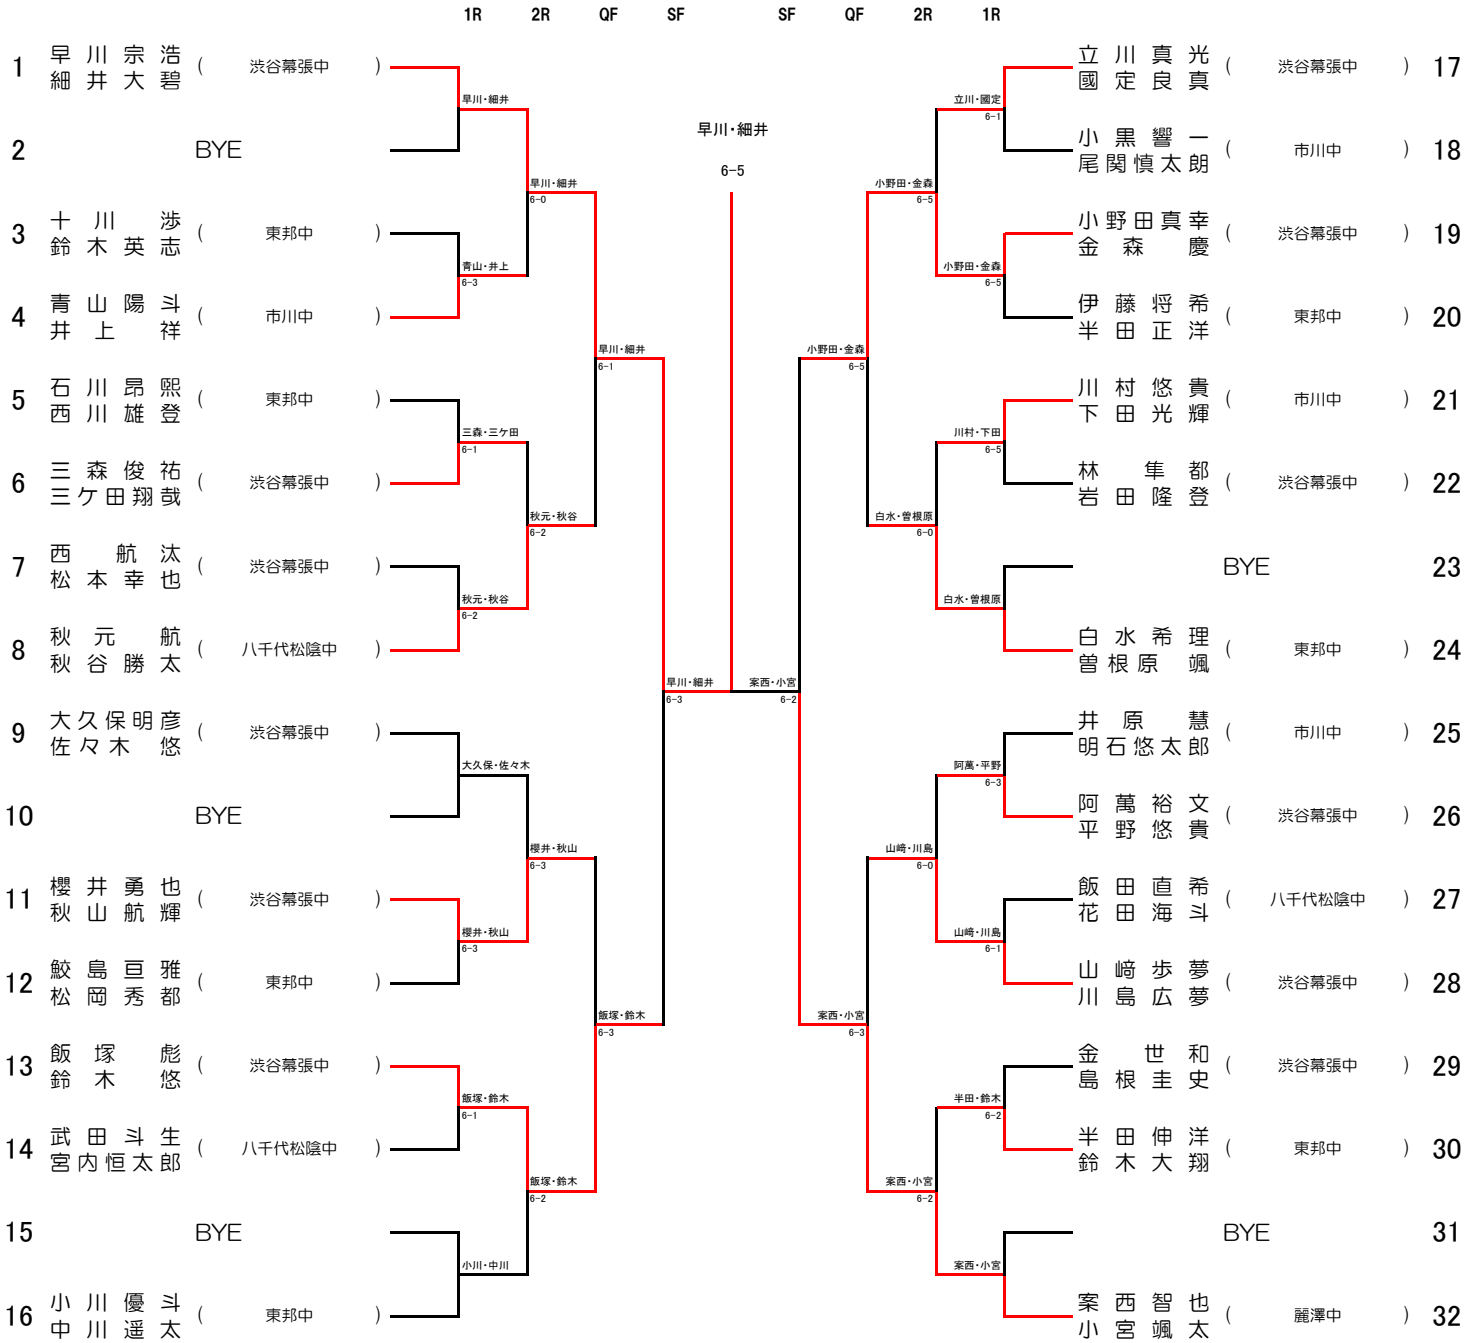 1R 2R QF SF SF QF 2R 1R
1 早川宗浩 細井大碧 ( 渋谷幕張中 )
2 BYE
3 十川渉 鈴木英志 ( 東邦中 )
4 青山陽斗 井上祥 ( 市川中 )
5 石川昂熙 西川雄登 ( 東邦中 )
6 三森俊祐 三ケ田翔哉 ( 渋谷幕張中 )
7 西航汰 松本幸也 ( 渋谷幕張中 )
8 秋元航 秋谷勝太 ( 八千代松陰中 )
9 大久保明彦 佐々木悠 ( 渋谷幕張中 )
10 BYE
11 櫻井勇也 秋山航輝 ( 渋谷幕張中 )
12 鮫島亘雅 松岡秀都 ( 東邦中 )
13 飯塚彪 鈴木悠 ( 渋谷幕張中 )
14 武田斗生 宮内恒太郎 ( 八千代松陰中 )
15 BYE
16 小川優斗 中川遥太 ( 東邦中 )
早川・細井
青山・井上
6-3
三森・三ケ田
6-1
秋元・秋谷
6-2
大久保・佐々木
櫻井・秋山
6-3
飯塚・鈴木
6-1
小川・中川
早川・細井
6-0
秋元・秋谷
6-2
櫻井・秋山
6-3
飯塚・鈴木
6-2
早川・細井
6-1
飯塚・鈴木
6-3
早川・細井
6-3
早川・細井
6-5
案西・小宮
6-2
小野田・金森
6-5
案西・小宮
6-3
小野田・金森
6-5
白水・曽根原
6-0
山﨑・川島
6-0
案西・小宮
6-2
立川・國定
6-1
小野田・金森
6-5
川村・下田
6-5
白水・曽根原
阿萬・平野
6-3
山﨑・川島
6-1
半田・鈴木
6-2
案西・小宮
立川真光 國定良真 ( 渋谷幕張中 ) 17
小黒響一 尾関慎太朗 ( 市川中 ) 18
小野田真幸 金森慶 ( 渋谷幕張中 ) 19
伊藤将希 半田正洋 ( 東邦中 ) 20
川村悠貴 下田光輝 ( 市川中 ) 21
林隼都 岩田隆登 ( 渋谷幕張中 ) 22
BYE 23
白水希理 曽根原颯 ( 東邦中 ) 24
井原慧 明石悠太郎 ( 市川中 ) 25
阿萬裕文 平野悠貴 ( 渋谷幕張中 ) 26
飯田直希 花田海斗 ( 八千代松陰中 ) 27
山﨑歩夢 川島広夢 ( 渋谷幕張中 ) 28
金世和 島根圭史 ( 渋谷幕張中 ) 29
半田伸洋 鈴木大翔 ( 東邦中 ) 30
BYE 31
案西智也 小宮颯太 ( 麗澤中 ) 32